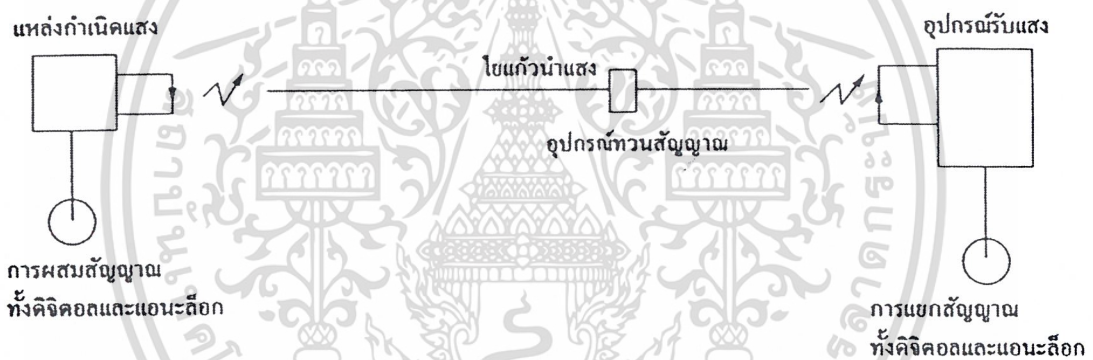 แหล่งกำเนิดแสง
อุปกรณ์รับแสง
ใยแก้วนำแสง
อุปกรณ์ทวนสัญญาณ
การผสมสัญญาณ
ทั้งดิจิตอลและแอนะล็อก
การแยกสัญญาณ
ทั้งดิจิตอลและแอนะล็อก